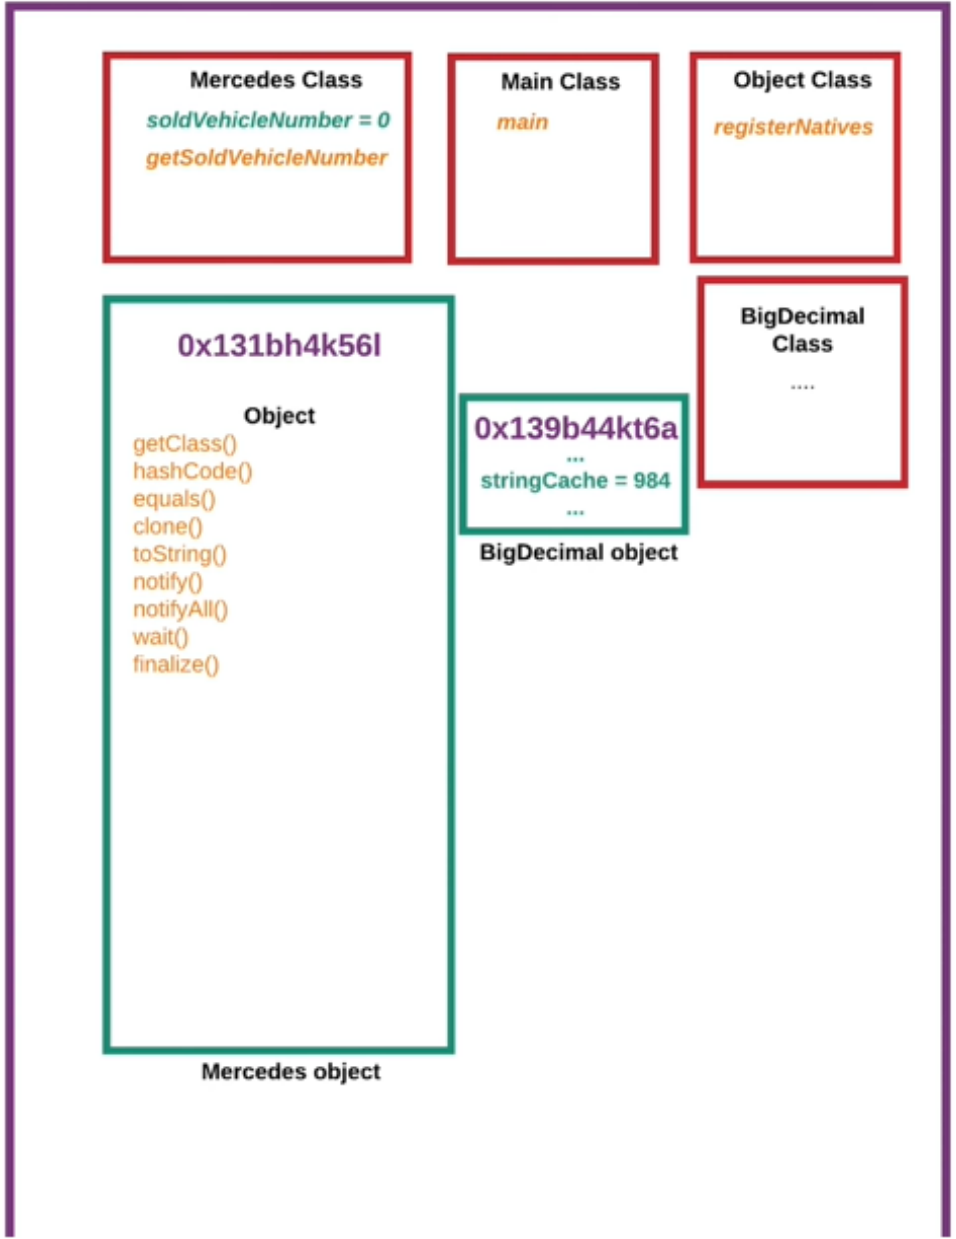 Mercedes Class
soldVehicleNumber = 0
getSoldVehicleNumber
Main Class
main
Object Class
registerNatives
BigDecimal
Class
....
0x131bh4k56l
Object
getClass()
hashCode()
equals()
clone()
toString()
notify()
notifyAll()
wait()
finalize()
Mercedes object
0x139b44kt6a
...
stringCache = 984
...
BigDecimal object